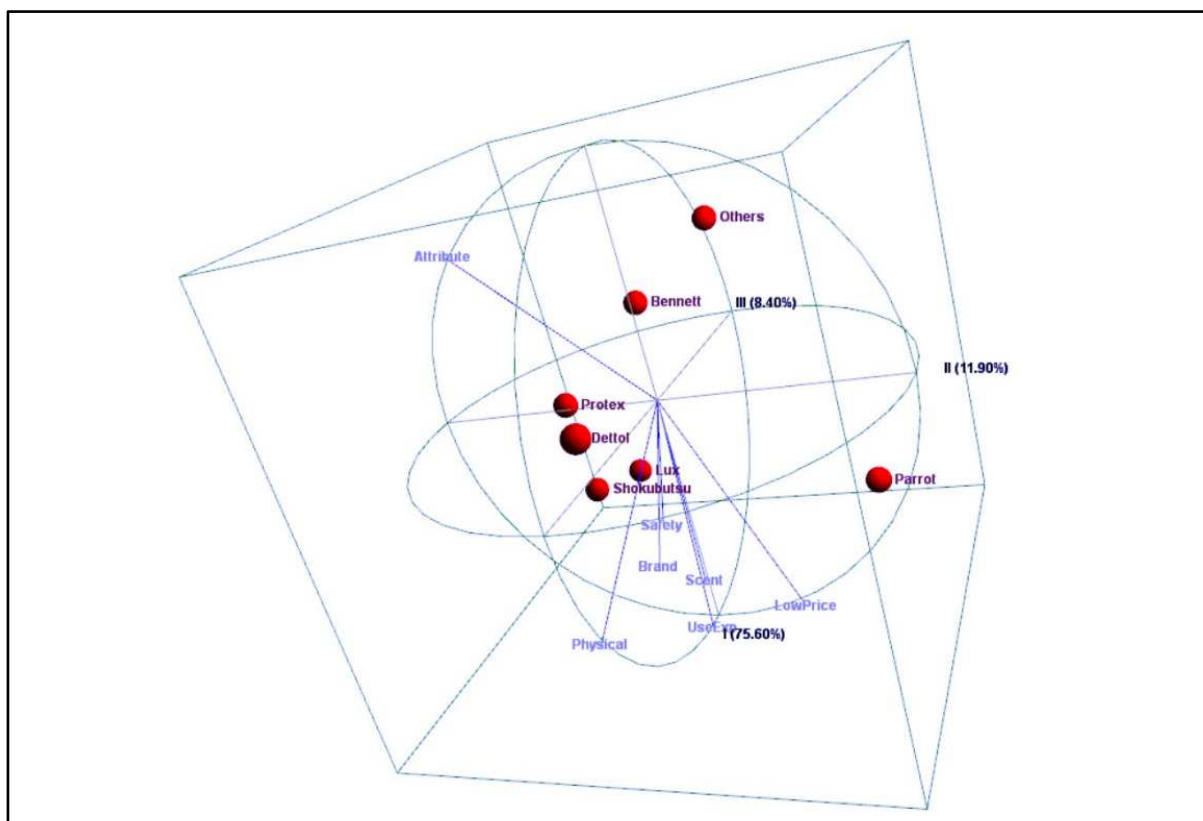 Others
Attribute
Bennett
III (8.40%)
II (11.90%)
Protex
Dettol
Lux
Parrot
Shokubutsu
Safety
Brand
Scent
LowPrice
UseExp
I (75.60%)
Physical